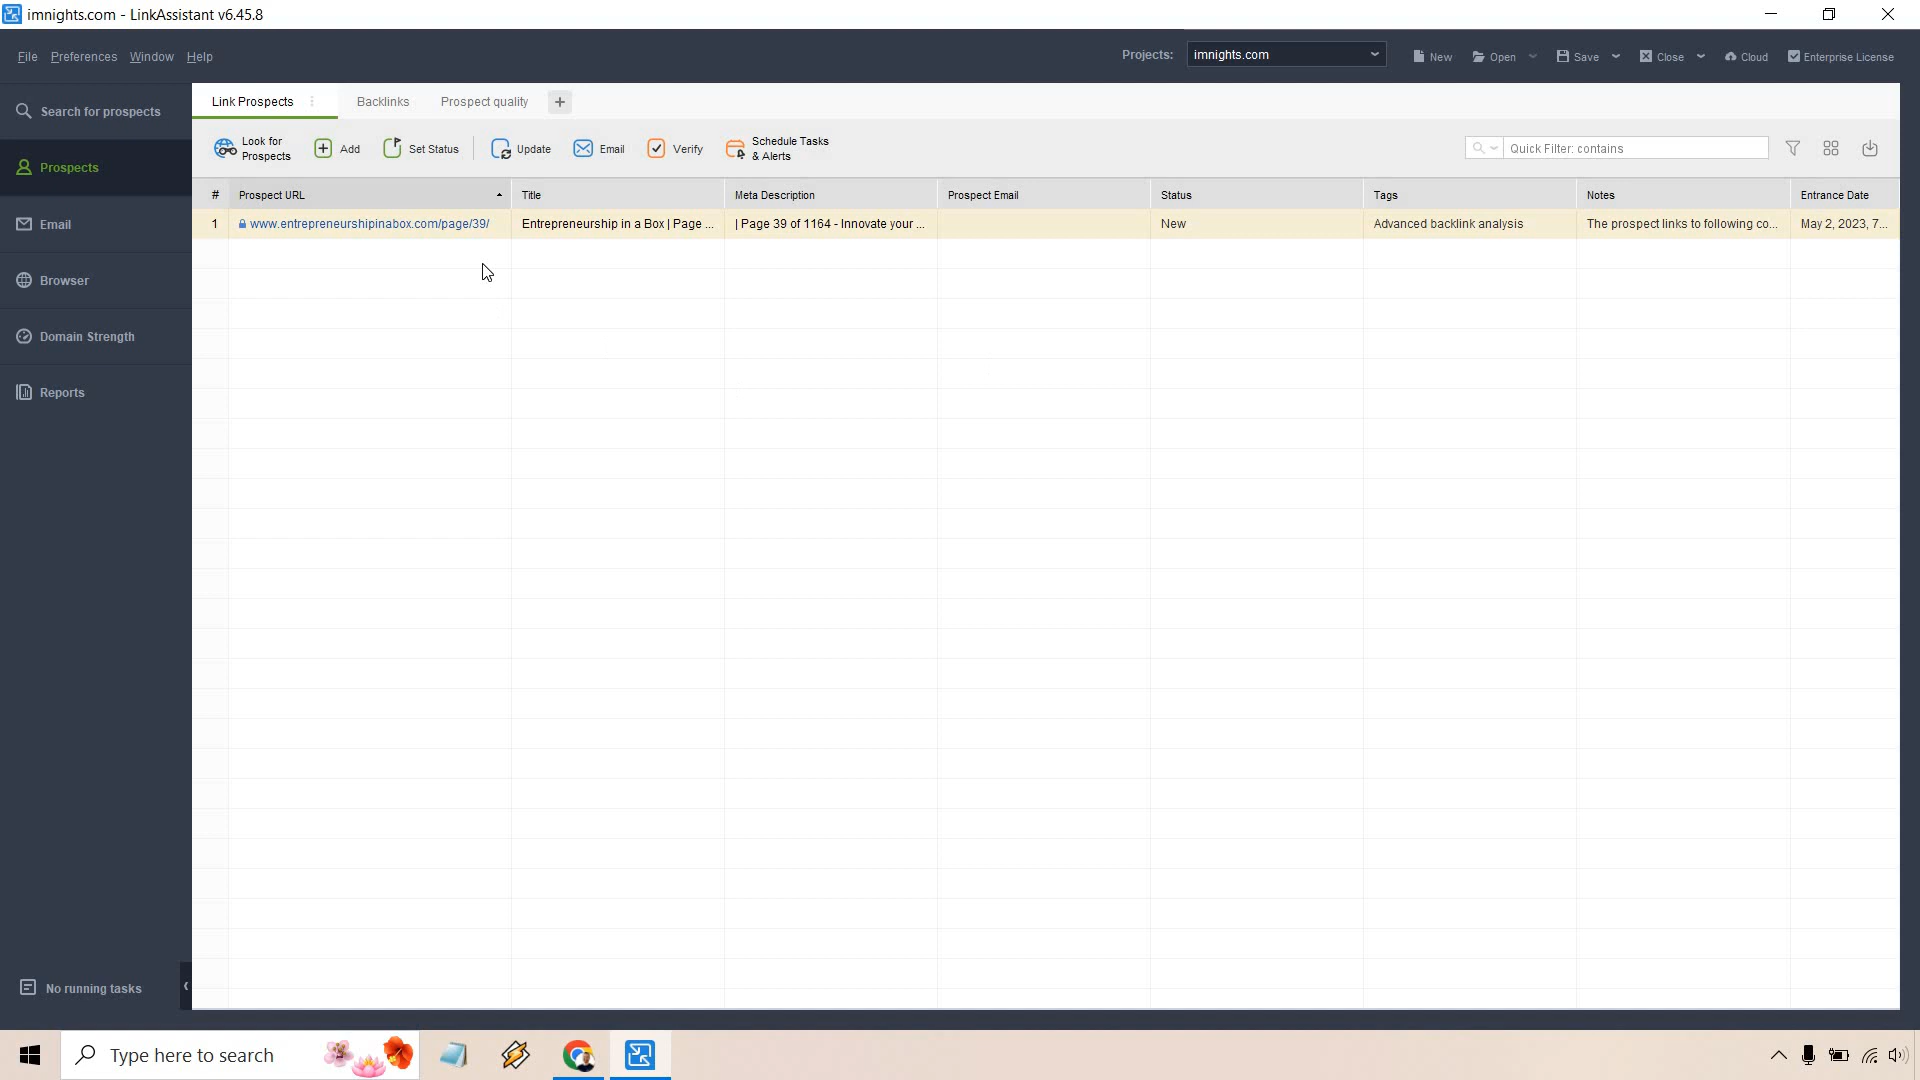 imnights.com - LinkAssistant v6.45.8
File Preferences Window Help
Projects: imnights.com
New Open Save Close Cloud Enterprise License
Search for prospects
Prospects
Email
Browser
Domain Strength
Reports
No running tasks
Link Prospects Backlinks Prospect quality
Look for
Prospects
Add
Set Status
Update
Email
Verify
Schedule Tasks
& Alerts
Quick Filter: contains
# Prospect URL Title Meta Description Prospect Email Status Tags Notes Entrance Date
1 www.entrepreneurshipinabox.com/page/39/ Entrepreneurship in a Box | Page ... | Page 39 of 1164 - Innovate your ... New Advanced backlink analysis The prospect links to following co... May 2, 2023, 7...
Type here to search